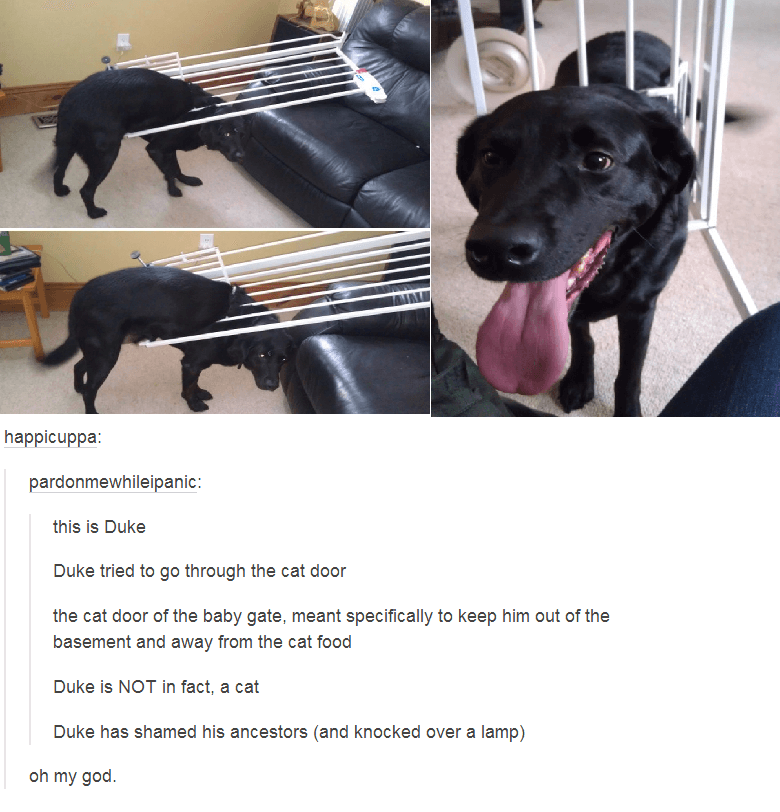 happicuppa:
pardonmewhileipanic:
this is Duke
Duke tried to go through the cat door
the cat door of the baby gate, meant specifically to keep him out of the
basement and away from the cat food
Duke is NOT in fact, a cat
Duke has shamed his ancestors (and knocked over a lamp)
oh my god.